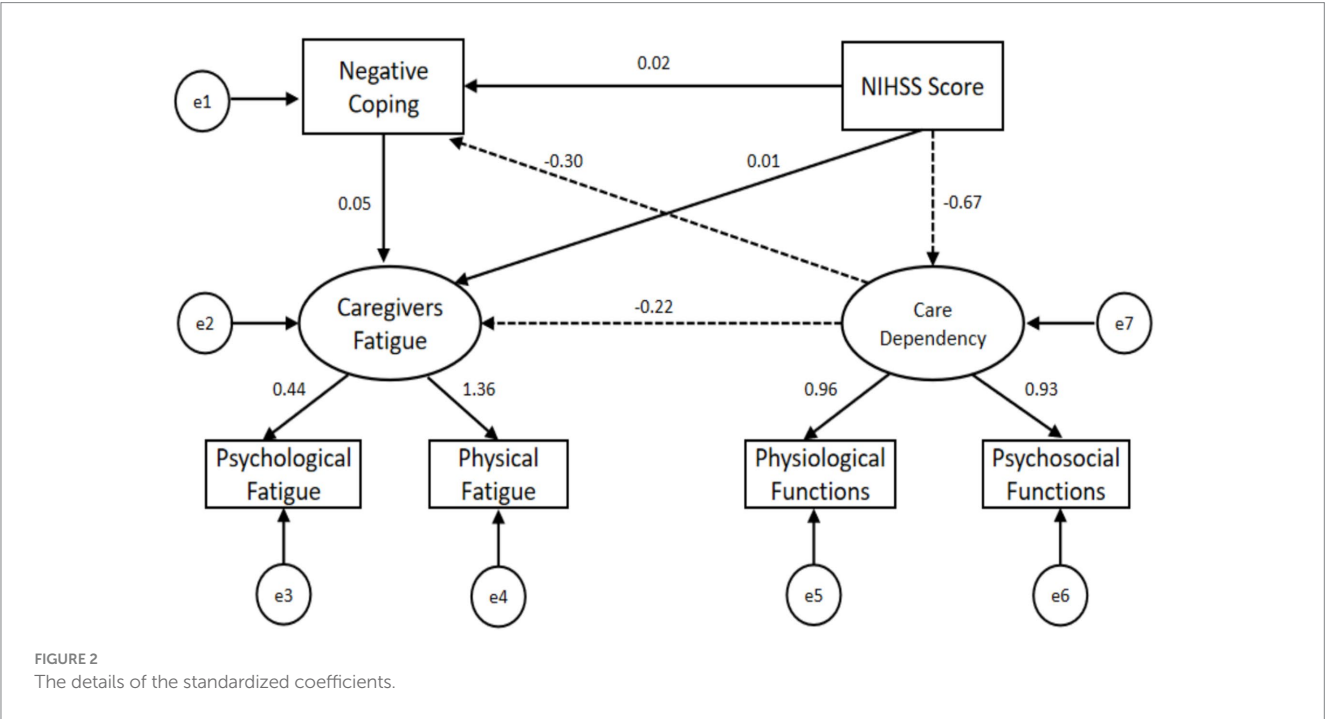 Negative
Coping
0.02
NIHSS Score
e1
-0.30
0.01
0.05
-0.67
Caregivers
Fatigue
-0.22
Care
Dependency
e2
e7
0.44
1.36
0.96
0.93
Psychological
Fatigue
Physical
Fatigue
Physiological
Functions
Psychosocial
Functions
e3
e4
e5
e6
FIGURE 2
The details of the standardized coefficients.